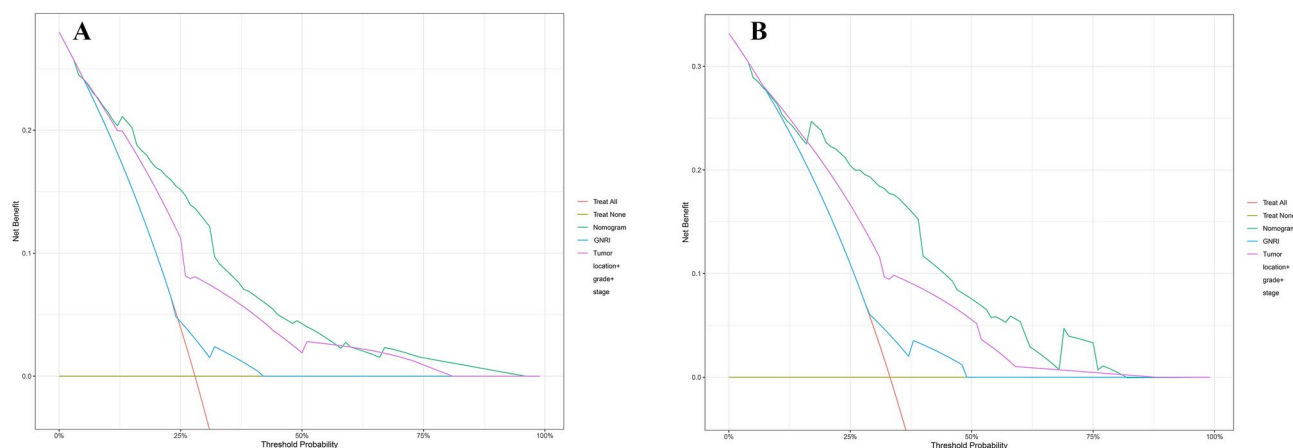 A
0.2
0.1
0.0
Net Benefit
0%
25%
50%
75%
100%
Threshold Probability
Treat All
Treat None
Nomogram
GNRI
Tumor
location+
grade+
stage
B
0.3
0.2
0.1
0.0
Net Benefit
0%
25%
50%
75%
100%
Threshold Probability
Treat All
Treat None
Nomogram
GNRI
Tumor
location+
grade+
stage